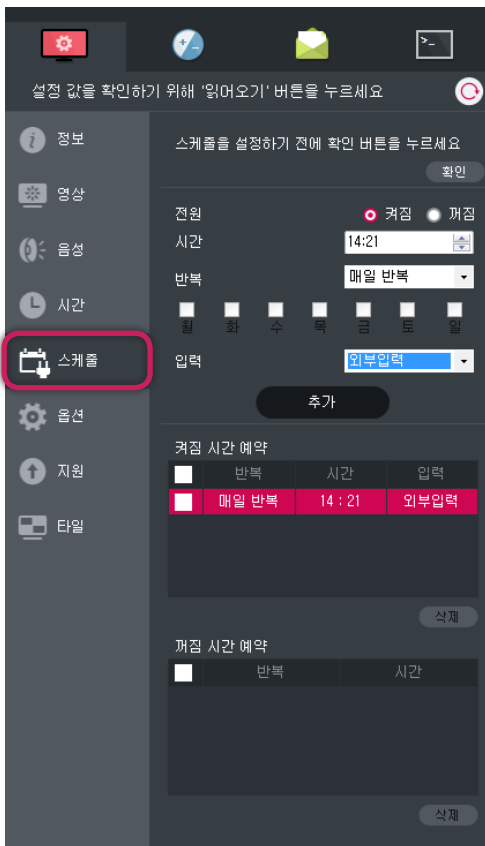 >_
설정 값을 확인하기 위해 '읽어오기' 버튼을 누르세요
정보
영상
음성
시간
스케줄
옵션
지원
타일
스케줄을 설정하기 전에 확인 버튼을 누르세요
확인
전원 켜짐 꺼짐
시간 14:21
반복 매일 반복
월 화 수 목 금 토 일
입력 외부입력
추가
켜짐 시간 예약
반복 시간 입력
매일 반복 14 : 21 외부입력
삭제
꺼짐 시간 예약
반복 시간
삭제